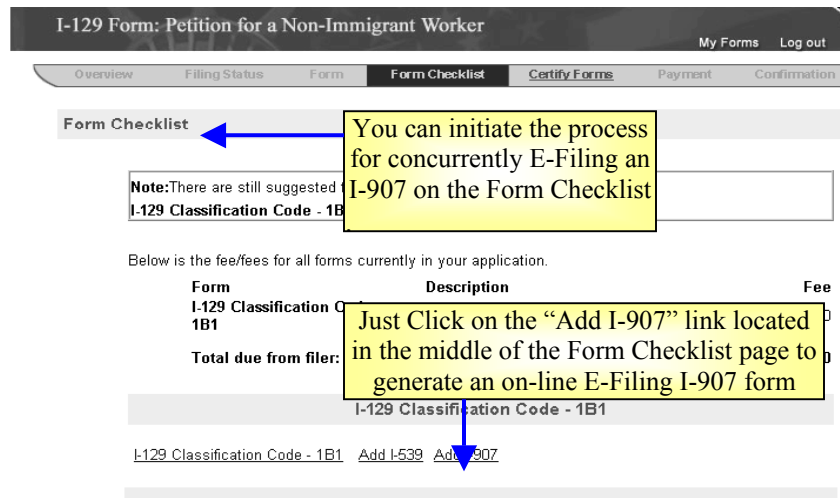 I-129 Form: Petition for a Non-Immigrant Worker
My Forms Log out
Overview Filing Status Form Form Checklist Certify Forms Payment Confirmation
Form Checklist
You can initiate the process
for concurrently E-Filing an
I-907 on the Form Checklist
Note:There are still suggested
I-129 Classification Code - 1B
Below is the fee/fees for all forms currently in your application.
Form Description Fee
I-129 Classification
1B1
Total due from filer:
Just Click on the “Add I-907” link located
in the middle of the Form Checklist page to
generate an on-line E-Filing I-907 form
I-129 Classification Code - 1B1
I-129 Classification Code - 1B1 Add I-539 Add 907